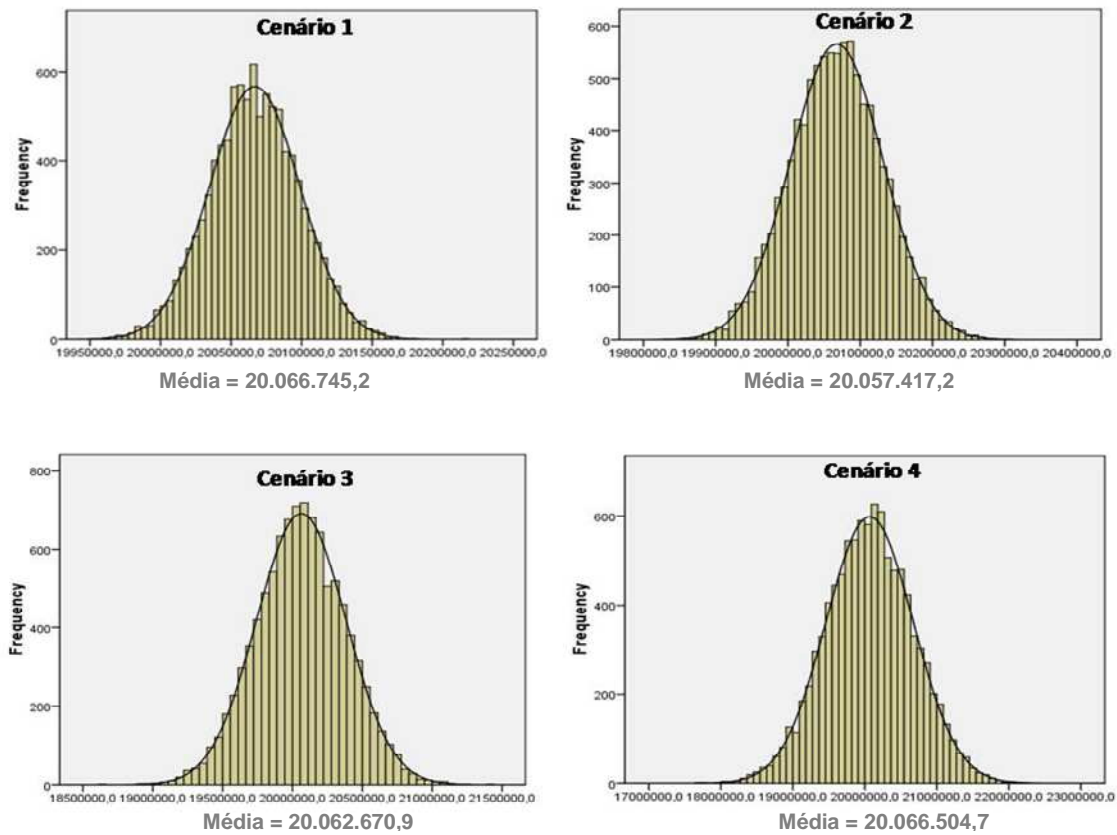 Cenário 1
Frequency
600
400
200
0
19950000,0 20000000,0 20050000,0 20100000,0 20150000,0 20200000,0 20250000,0
Média = 20.066.745,2
Cenário 2
Frequency
600
500
400
300
200
100
0
19800000,0 19900000,0 20000000,0 20100000,0 20200000,0 20300000,0 20400000,0
Média = 20.057.417,2
Cenário 3
Frequency
800
600
400
200
0
18500000,0 19000000,0 19500000,0 20000000,0 20500000,0 21000000,0 21500000,0
Média = 20.062.670,9
Cenário 4
Frequency
600
400
200
0
17000000,0 18000000,0 19000000,0 20000000,0 21000000,0 22000000,0 23000000,0
Média = 20.066.504,7